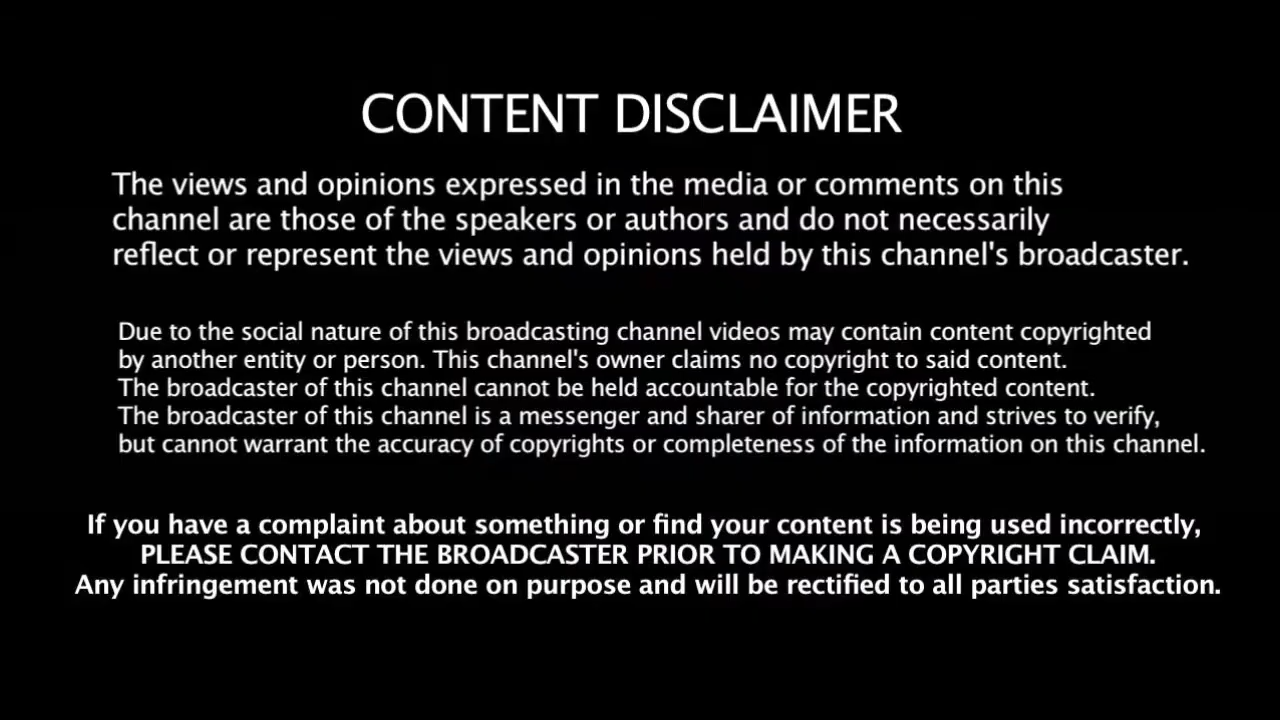 CONTENT DISCLAIMER
The views and opinions expressed in the media or comments on this
channel are those of the speakers or authors and do not necessarily
reflect or represent the views and opinions held by this channel's broadcaster.
Due to the social nature of this broadcasting channel videos may contain content copyrighted
by another entity or person. This channel's owner claims no copyright to said content.
The broadcaster of this channel cannot be held accountable for the copyrighted content.
The broadcaster of this channel is a messenger and sharer of information and strives to verify,
but cannot warrant the accuracy of copyrights or completeness of the information on this channel.
If you have a complaint about something or find your content is being used incorrectly,
PLEASE CONTACT THE BROADCASTER PRIOR TO MAKING A COPYRIGHT CLAIM.
Any infringement was not done on purpose and will be rectified to all parties satisfaction.